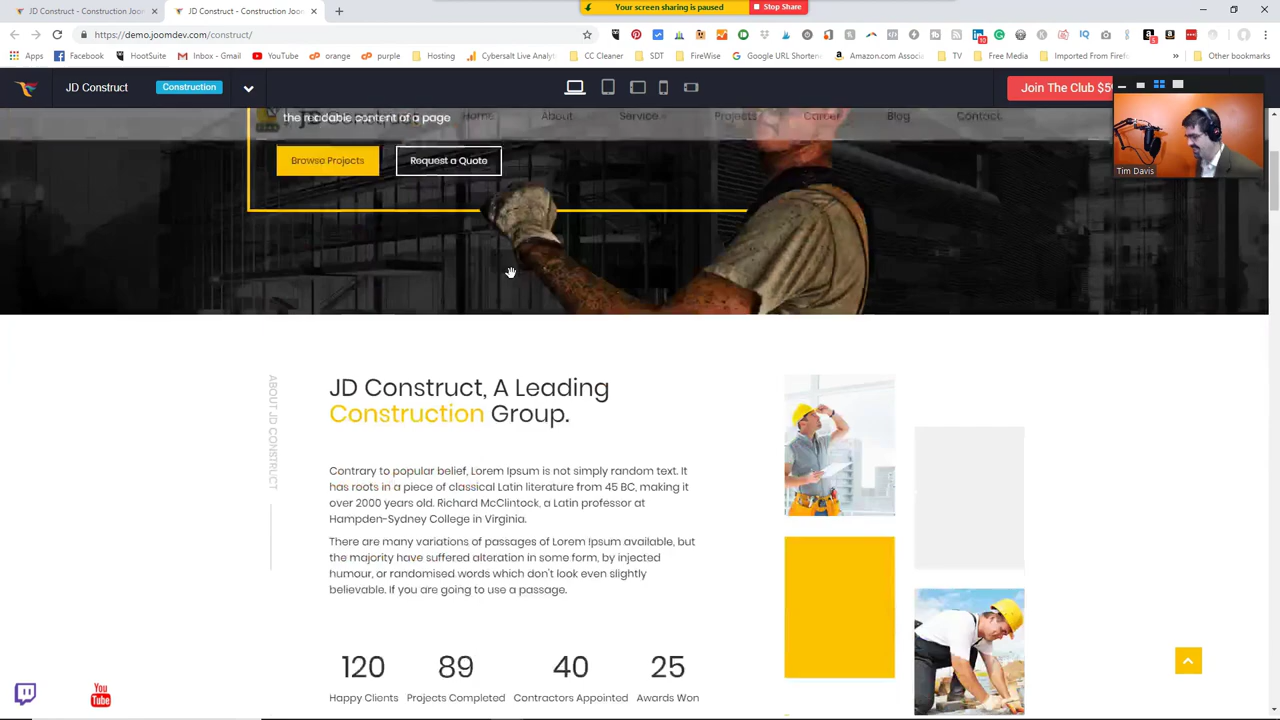 JD Construct - Construction Joom
JD Construct - Construction Joom
Your screen sharing is paused
Stop Share
https://demo.joomdev.com/construct/
Apps Facebook HootSuite Inbox - Gmail YouTube orange purple Hosting Cybersalt Ongoing CC Cleaner SDT FireWise Google URL Shorten Amazon.com Associa TV Free Media Imported From Firef Other bookmarks
JD Construct Construction
Join The Club $5
the readable content of a page
Home About Service Projects Career Blog Contact
Browse Projects Request a Quote
Tim Davis
ABOUT JD CONSTRUCT
JD Construct, A Leading
Construction Group.
Contrary to popular belief, Lorem Ipsum is not simply random text. It
has roots in a piece of classical Latin literature from 45 BC, making it
over 2000 years old. Richard McClintock, a Latin professor at
Hampden-Sydney College in Virginia.
There are many variations of passages of Lorem Ipsum available, but
the majority have suffered alteration in some form, by injected
humour, or randomised words which don't look even slightly
believable. If you are going to use a passage.
120 89 40 25
Happy Clients Projects Completed Contractors Appointed Awards Won
You
Tube